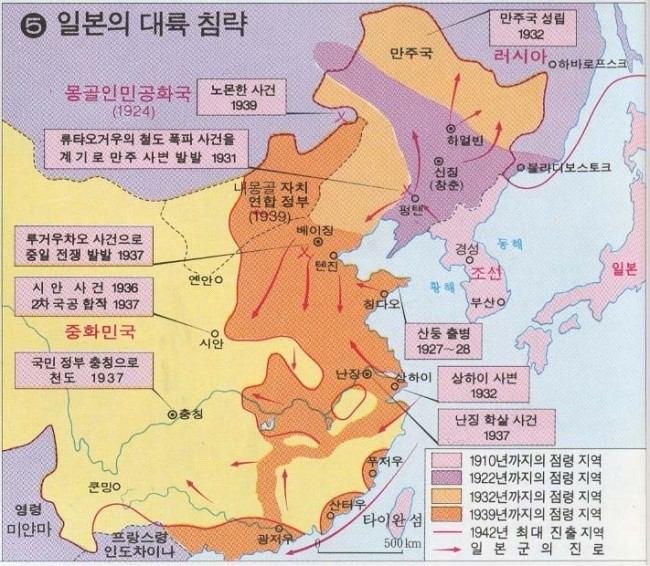 ⑤ 일본의 대륙 침략
만주국 성립
1932
만주국
러시아
하바로프스크
몽골인민공화국
(1924)
노몬한 사건
1939
류타오거우의 철도 폭파 사건을
계기로 만주 사변 발발 1931
하얼빈
신징
(창춘)
블라디보스토크
내몽골 자치
연합 정부
(1939)
펑톈
베이징
톈진
루거우차오 사건으로
중일 전쟁 발발 1937
경성
동해
조선
일본
황해
부산
옌안
시안 사건 1936
2차 국공 합작 1937
칭다오
중화민국
시안
산둥 출병
1927～28
국민 정부 충칭으로
천도 1937
난징
상하이
상하이 사변
1932
충칭
난징 학살 사건
1937
푸저우
쿤밍
산터우
영령
미얀마
프랑스령
인도차이나
광저우
타이완 섬
0 500km
1910년까지의 점령 지역
1922년까지의 점령 지역
1932년까지의 점령 지역
1939년까지의 점령 지역
1942년 최대 진출 지역
일본군의 진로